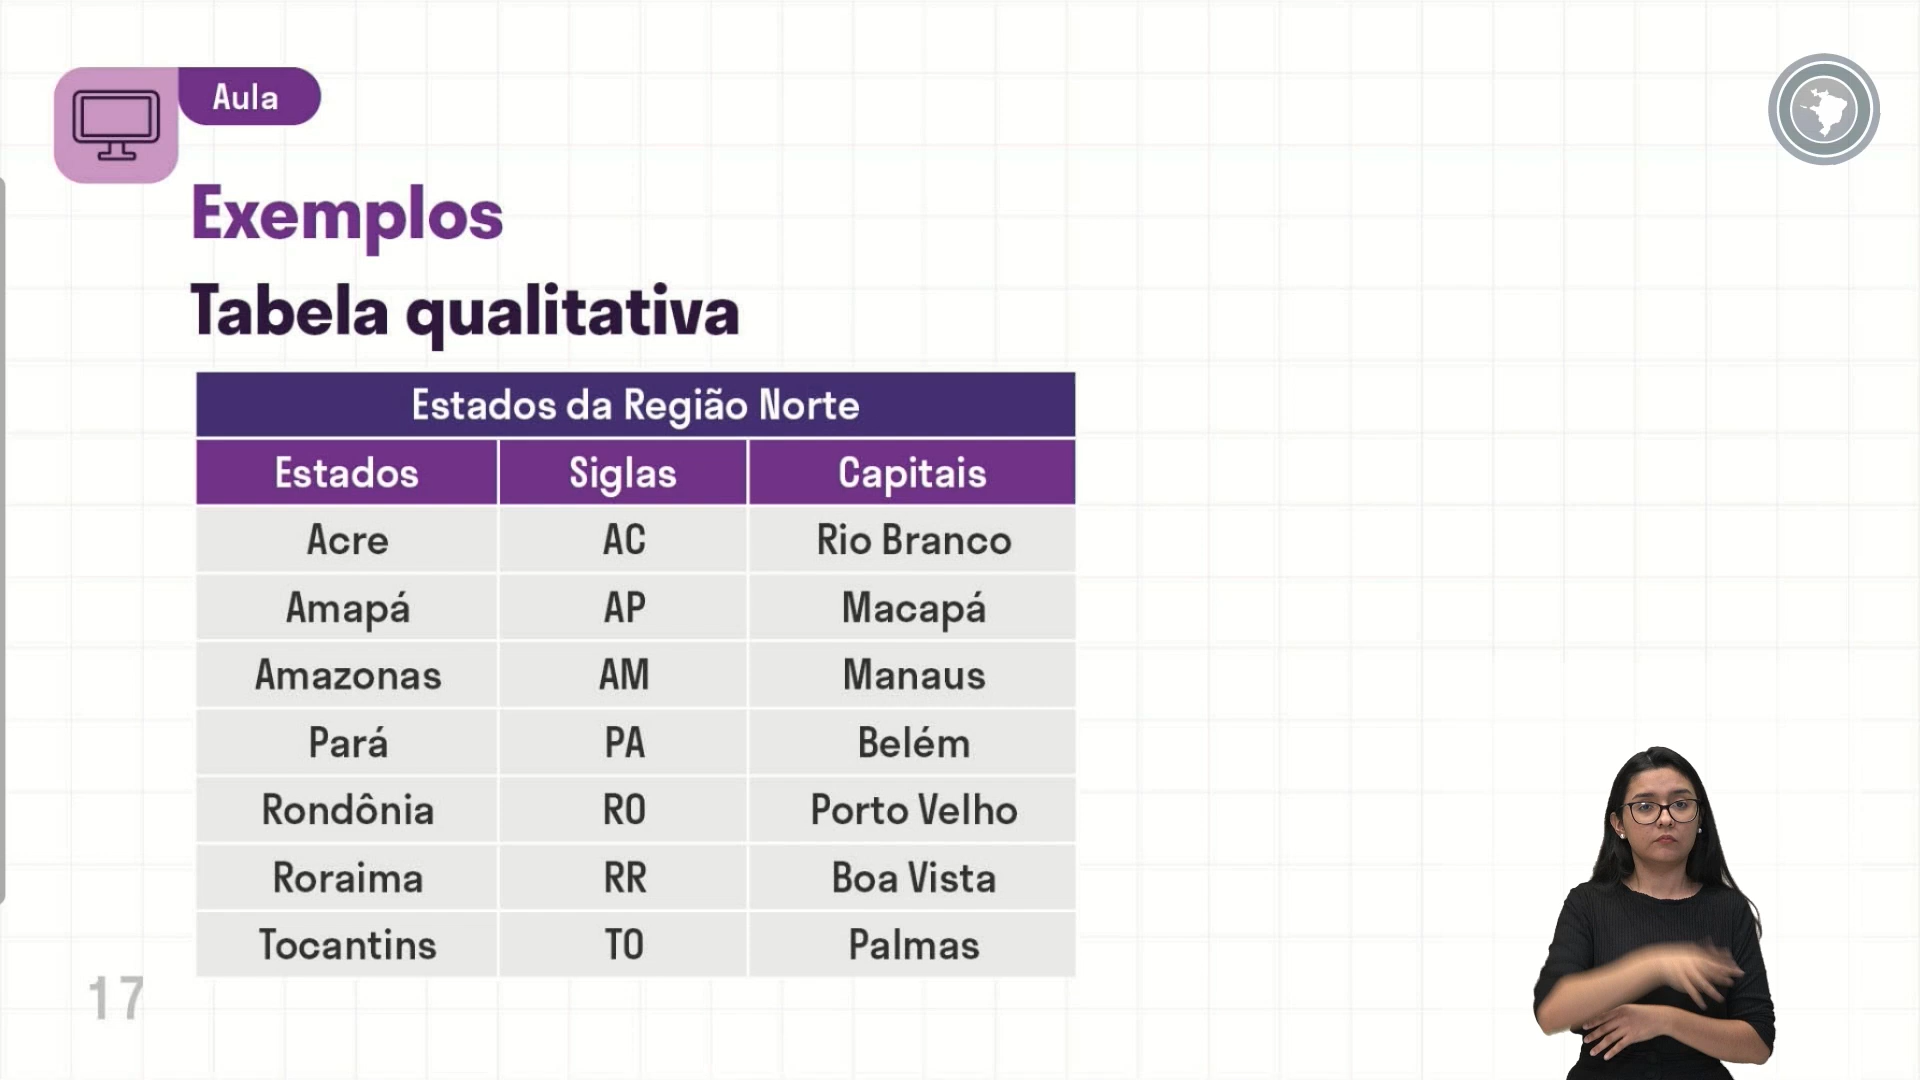 Aula
Exemplos
Tabela qualitativa
Estados da Região Norte
Estados Siglas Capitais
Acre AC Rio Branco
Amapá AP Macapá
Amazonas AM Manaus
Pará PA Belém
Rondônia RO Porto Velho
Roraima RR Boa Vista
Tocantins TO Palmas
17